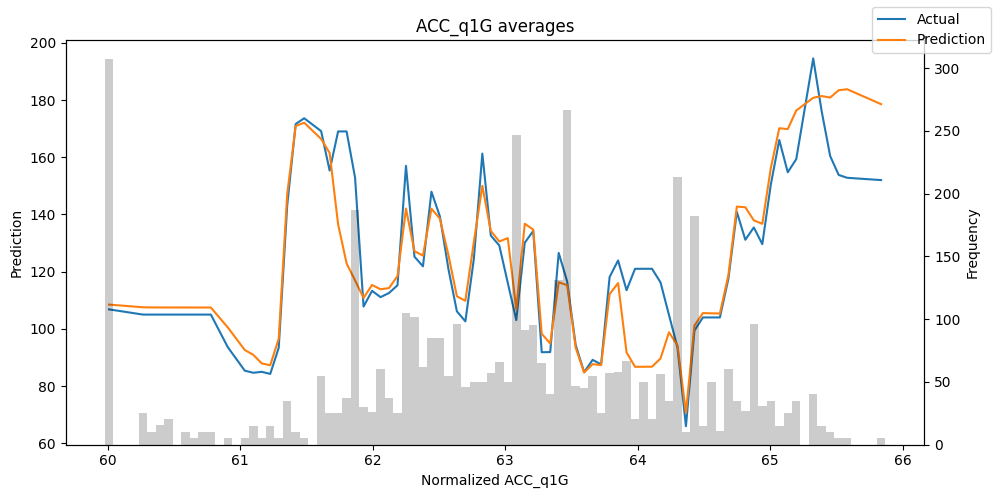 ACC_q1G averages
Actual
Prediction
200
180
160
140
120
100
80
60
Prediction
300
250
200
150
100
50
0
Frequency
60 61 62 63 64 65 66
Normalized ACC_q1G